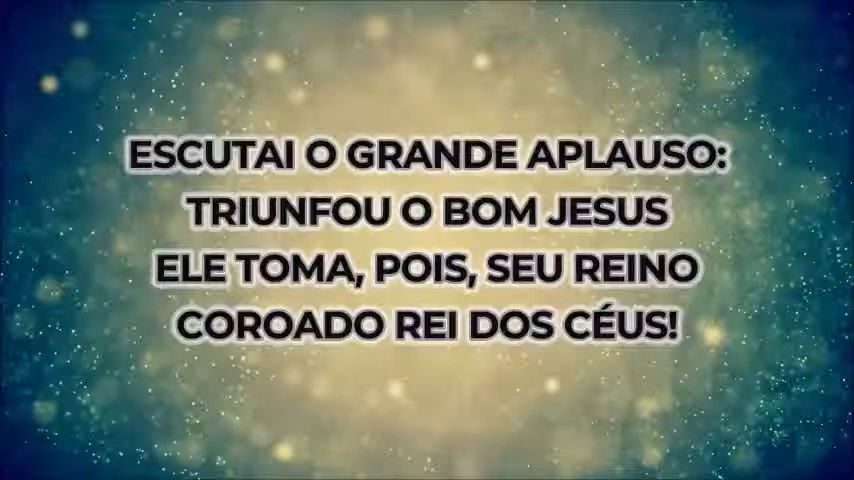 ESCUTAI O GRANDE APLAUSO:
TRIUNFOU O BOM JESUS
ELE TOMA, POIS, SEU REINO
COROADO REI DOS CÉUS!